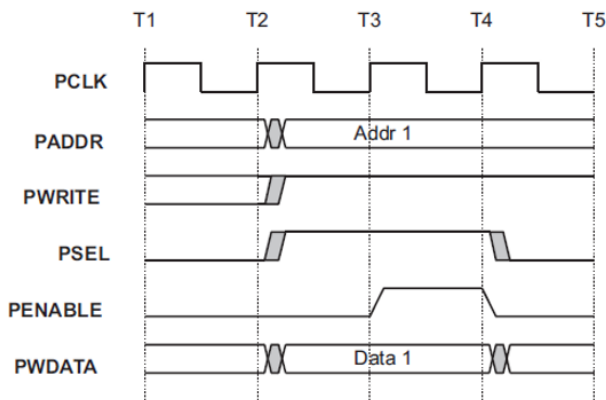 T1 T2 T3 T4 T5
PCLK
PADDR Addr 1
PWRITE
PSEL
PENABLE
PWDATA Data 1